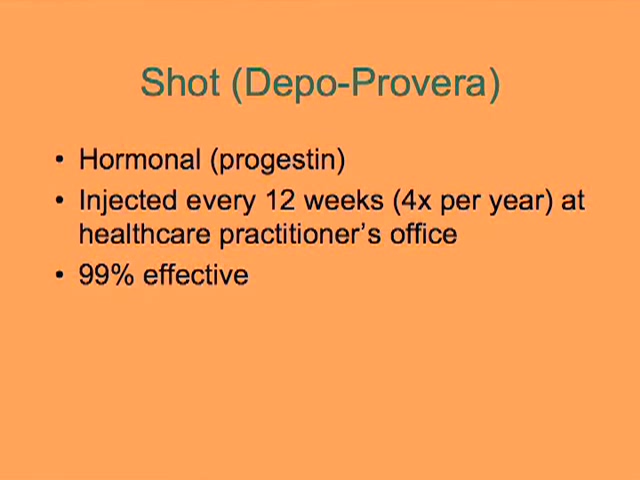 Shot (Depo-Provera)
• Hormonal (progestin)
• Injected every 12 weeks (4x per year) at
healthcare practitioner’s office
• 99% effective